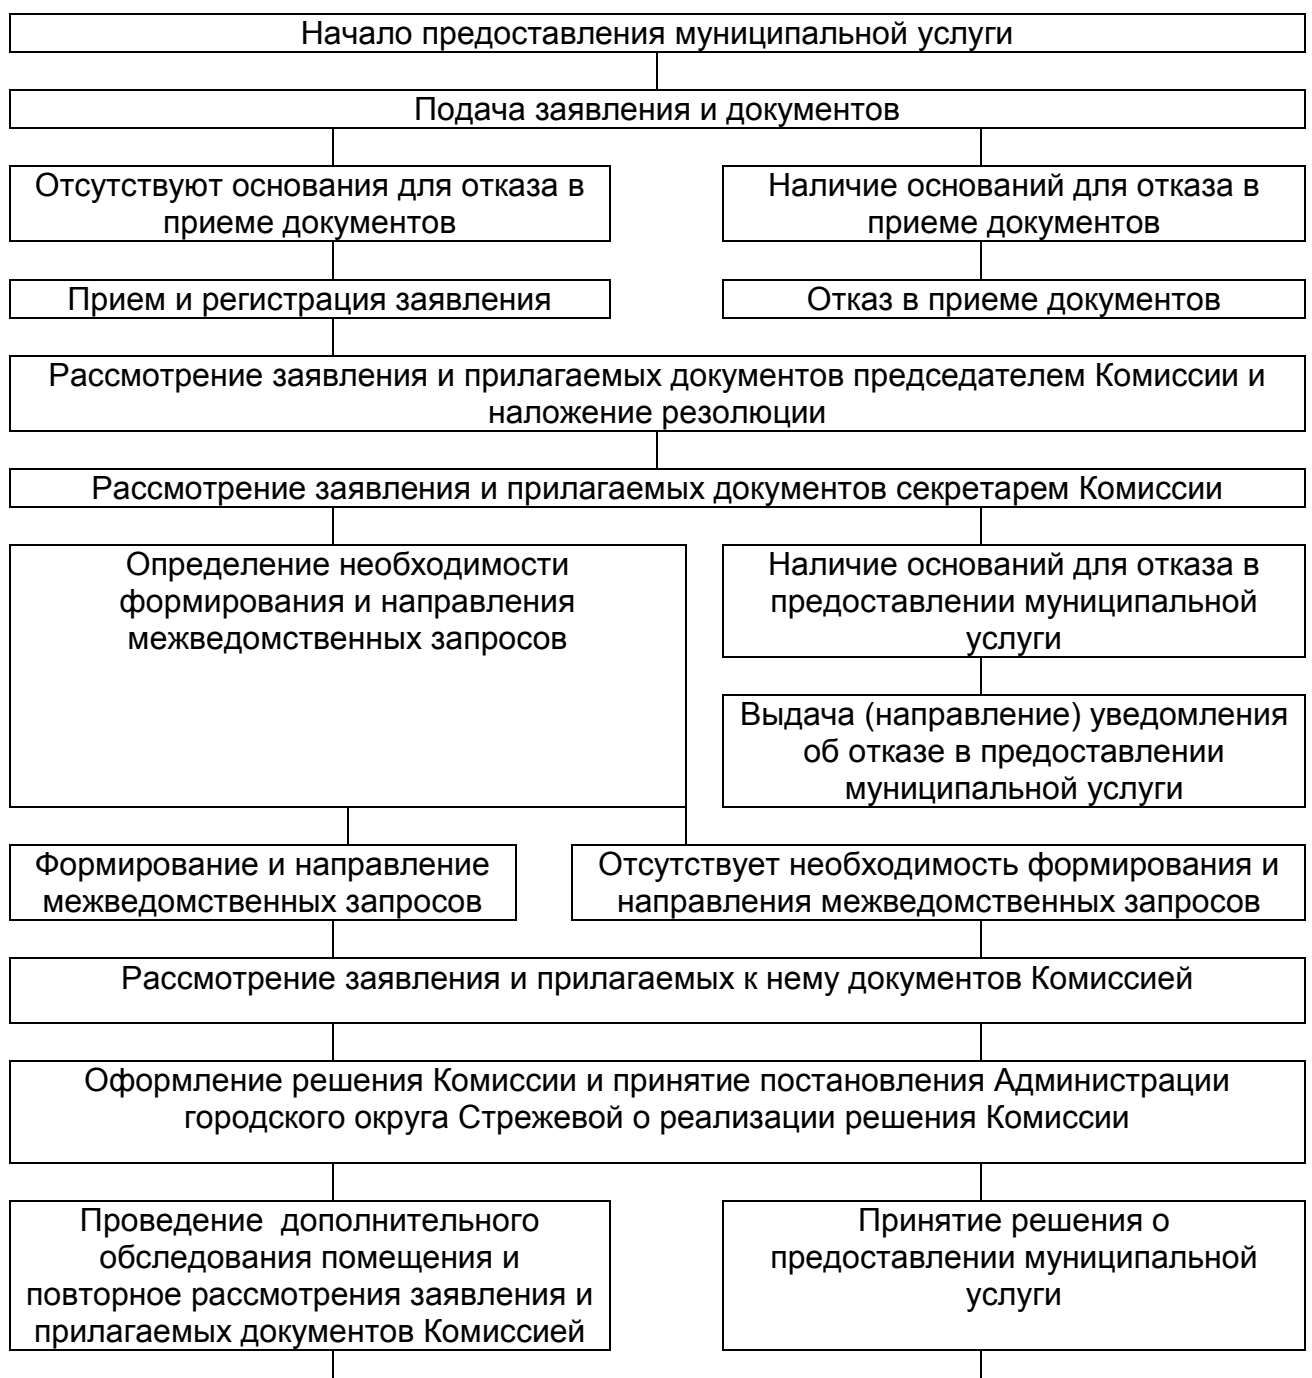 Начало предоставления муниципальной услуги
Подача заявления и документов
Отсутствуют основания для отказа в
приеме документов
Наличие оснований для отказа в
приеме документов
Прием и регистрация заявления
Отказ в приеме документов
Рассмотрение заявления и прилагаемых документов председателем Комиссии и
наложение резолюции
Рассмотрение заявления и прилагаемых документов секретарем Комиссии
Определение необходимости
формирования и направления
межведомственных запросов
Наличие оснований для отказа в
предоставлении муниципальной
услуги
Выдача (направление) уведомления
об отказе в предоставлении
муниципальной услуги
Формирование и направление
межведомственных запросов
Отсутствует необходимость формирования и
направления межведомственных запросов
Рассмотрение заявления и прилагаемых к нему документов Комиссией
Оформление решения Комиссии и принятие постановления Администрации
городского округа Стрежевой о реализации решения Комиссии
Проведение дополнительного
обследования помещения и
повторное рассмотрения заявления и
прилагаемых документов Комиссией
Принятие решения о
предоставлении муниципальной
услуги